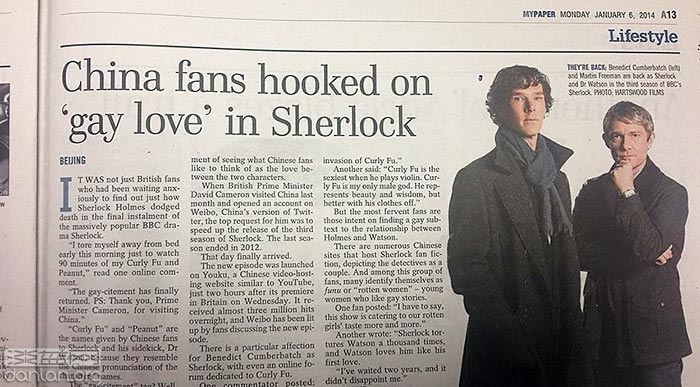 MYPAPER MONDAY JANUARY 6, 2014 A13
Lifestyle
China fans hooked on
‘gay love’ in Sherlock
THEY'RE BACK: Benedict Cumberbatch (left)
and Martin Freeman are back as Sherlock
and Dr Watson in the third season of BBC's
Sherlock. PHOTO: HARTSWOOD FILMS
BEIJING
IT WAS not just British fans
who had been waiting anx-
iously to find out just how
Sherlock Holmes dodged
death in the final instalment of
the massively popular BBC dra-
ma Sherlock.
“I tore myself away from bed
early this morning just to watch
90 minutes of my Curly Fu and
Peanut,” read one online com-
ment.
“The gay-citement has finally
returned. PS: Thank you, Prime
Minister Cameron, for visiting
China.”
“Curly Fu” and “Peanut” are
the names given by Chinese fans
to Sherlock and his sidekick, Dr
because they resemble
the Chinese pronunciation of the
names.
The “gay-citement” tag? Well,
ment of seeing what Chinese fans
like to think of as the love be-
tween the two characters.
When British Prime Minister
David Cameron visited China last
month and opened an account on
Weibo, China's version of Twit-
ter, the top request for him was to
speed up the release of the third
season of Sherlock. The last sea-
son ended in 2012.
That day finally arrived.
The new episode was launched
on Youku, a Chinese video-host-
ing website similar to YouTube,
just two hours after its premiere
in Britain on Wednesday. It re-
ceived almost three million hits
overnight, and Weibo has been lit
up by fans discussing the new epi-
sode.
There is a particular affection
for Benedict Cumberbatch as
Sherlock, with even an online fo-
rum dedicated to Curly Fu.
One commentator posted:
invasion of Curly Fu.”
Another said: “Curly Fu is the
sexiest when he plays violin. Cur-
ly Fu is my only male god. He rep-
resents beauty and wisdom, but
better with his clothes off.”
But the most fervent fans are
those intent on finding a gay sub-
text to the relationship between
Holmes and Watson.
There are numerous Chinese
sites that host Sherlock fan fic-
tion, depicting the detectives as a
couple. And among this group of
fans, many identify themselves as
funu or “rotten women” – young
women who like gay stories.
One fan posted: “I have to say,
this show is catering to our rotten
girls' taste more and more.”
Another wrote: “Sherlock tor-
tures Watson a thousand times,
and Watson loves him like his
first love.
“I've waited two years, and it
didn't disappoint me.”
danlan.org